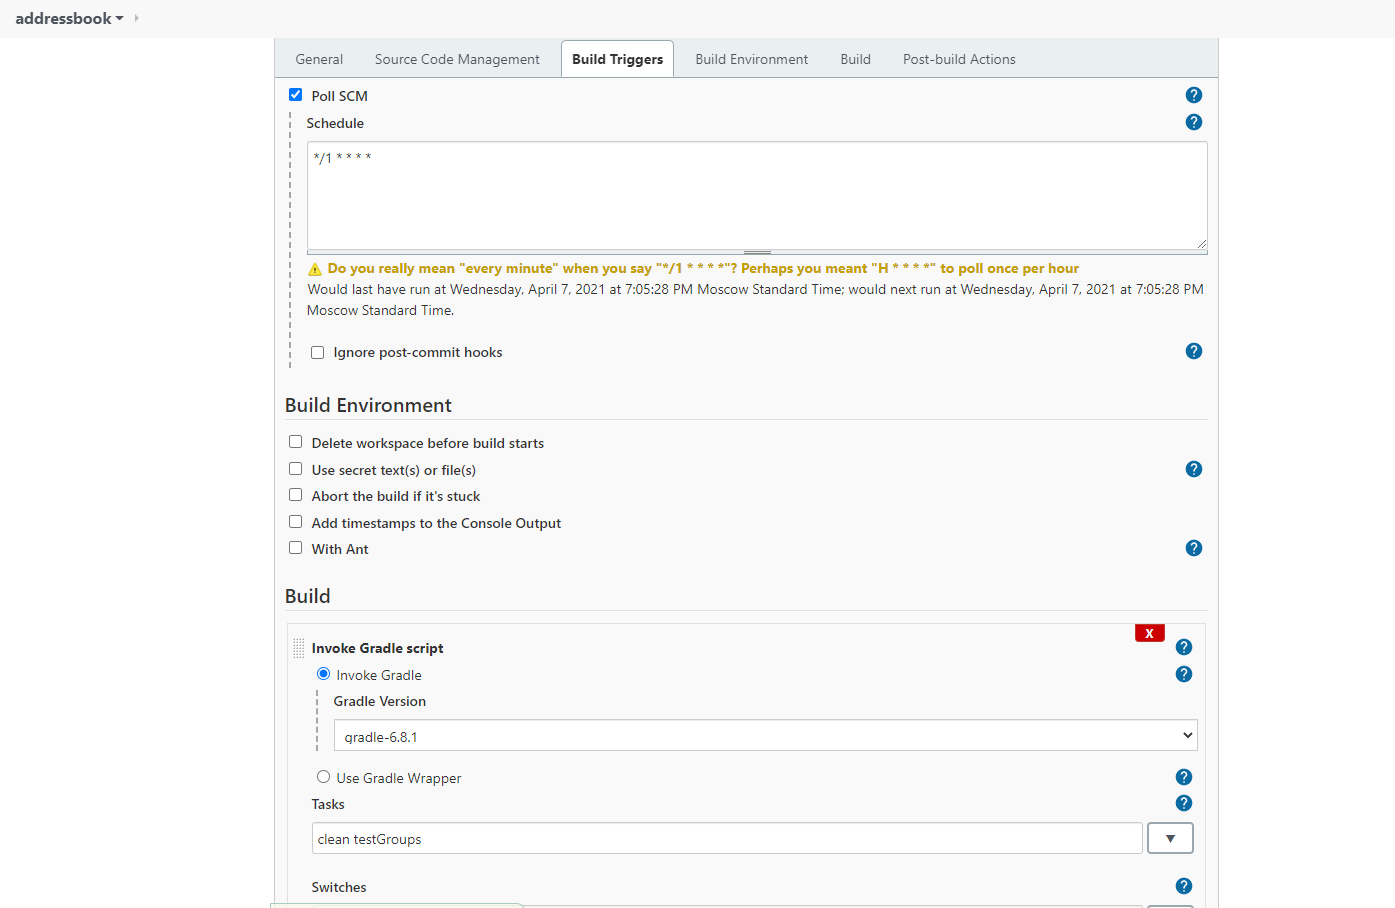 addressbook
General Source Code Management Build Triggers Build Environment Build Post-build Actions
Poll SCM
Schedule
*/1 * * * *
Do you really mean "every minute" when you say "*/1 * * * *"? Perhaps you meant "H * * * *" to poll once per hour
Would last have run at Wednesday, April 7, 2021 at 7:05:28 PM Moscow Standard Time; would next run at Wednesday, April 7, 2021 at 7:05:28 PM
Moscow Standard Time.
Ignore post-commit hooks
Build Environment
Delete workspace before build starts
Use secret text(s) or file(s)
Abort the build if it's stuck
Add timestamps to the Console Output
With Ant
Build
X
Invoke Gradle script
Invoke Gradle
Gradle Version
gradle-6.8.1
Use Gradle Wrapper
Tasks
clean testGroups
Switches